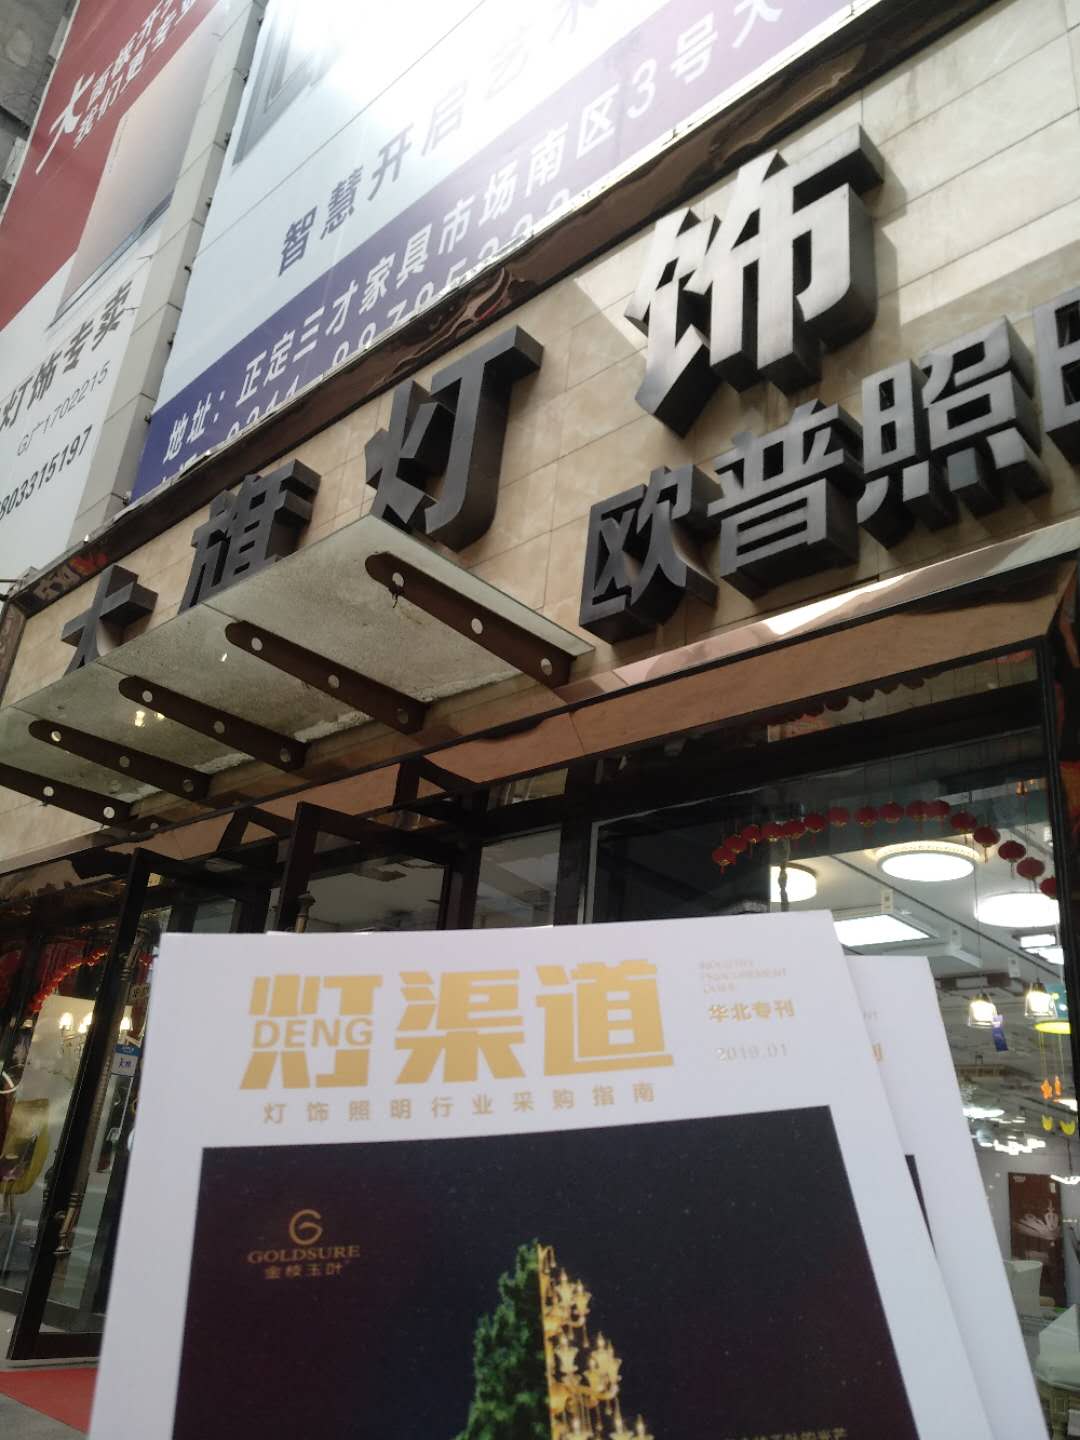 智慧开启艺
地址：正定三才家具市场南区3号大
灯饰专卖
702215
8033315197
大旗灯饰
欧普照明
灯渠道
DENG
华北专刊
2019.01
灯饰照明行业采购指南
GOLDSURE
金枝玉叶